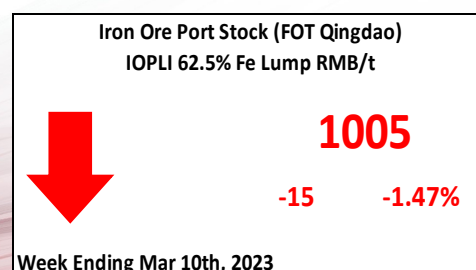 Iron Ore Port Stock (FOT Qingdao)
IOPLI 62.5% Fe Lump RMB/t
1005
-15 -1.47%
Week Ending Mar 10th, 2023